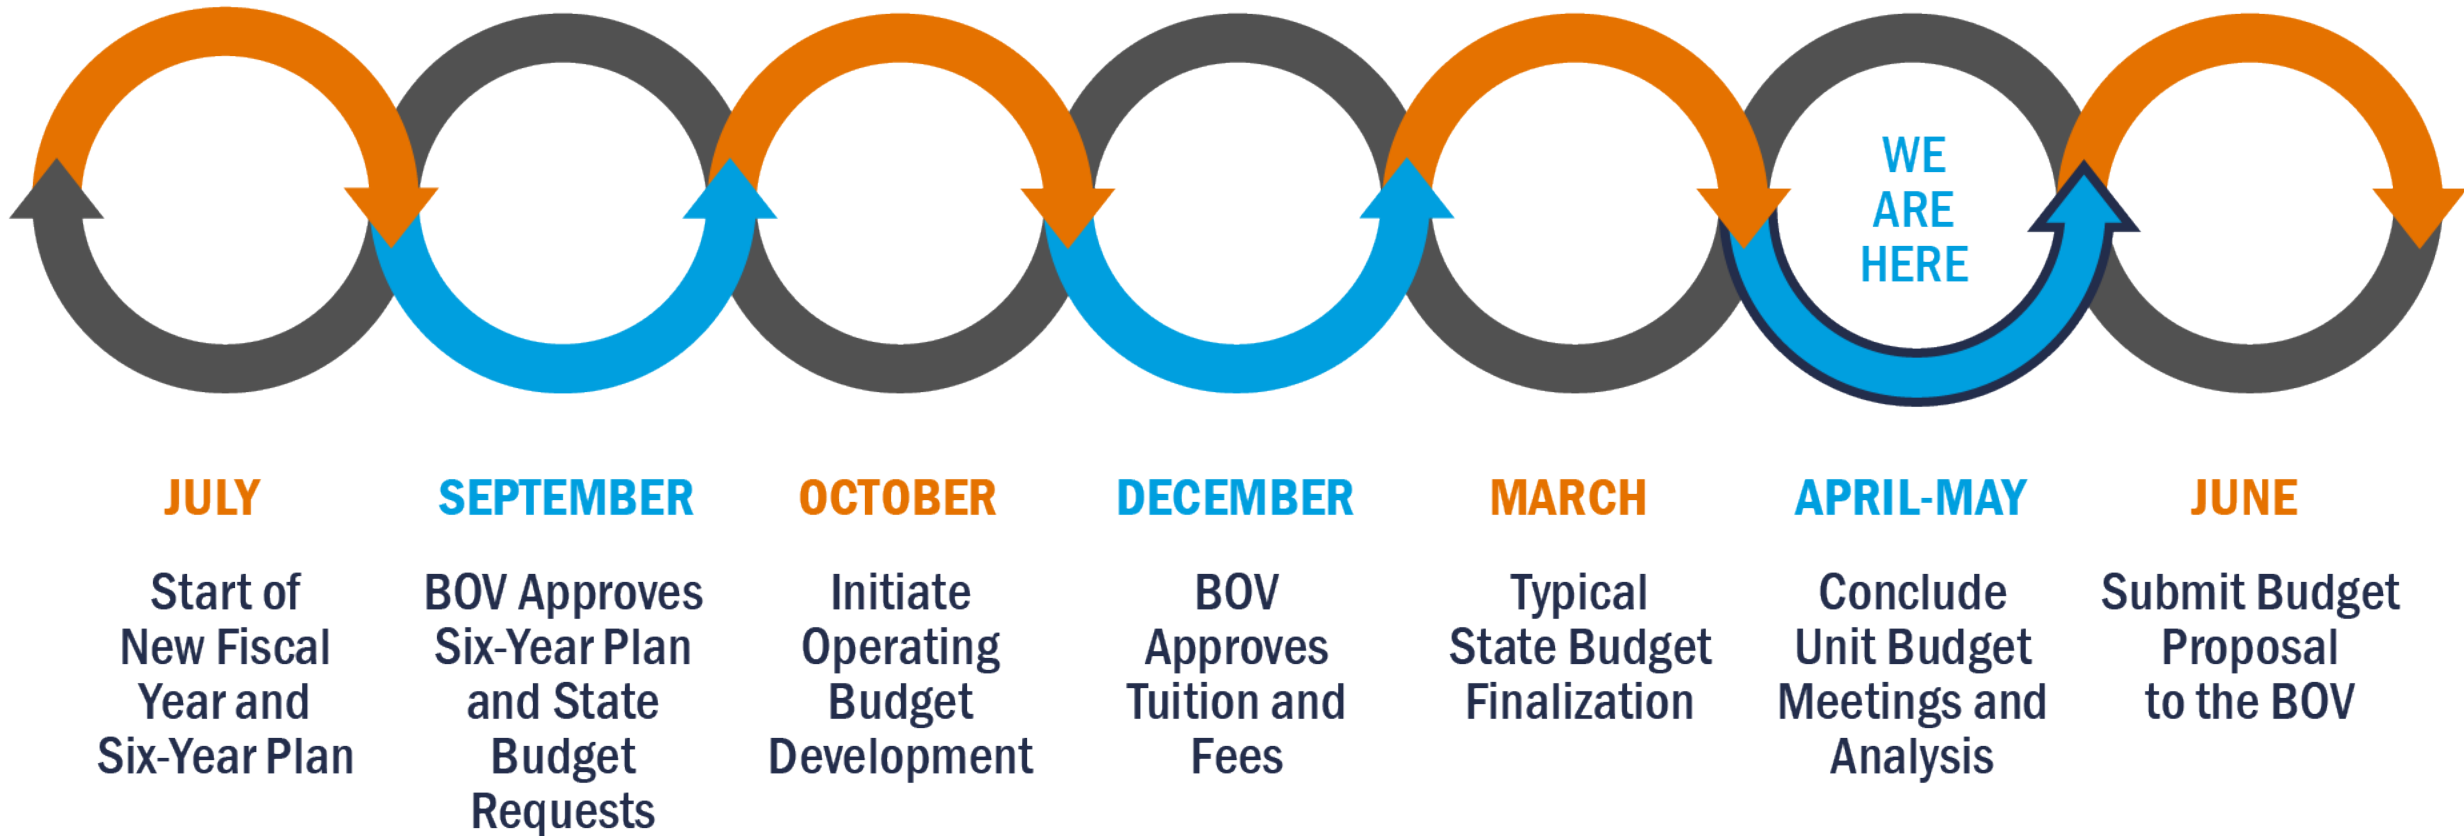 WE
ARE
HERE
JULY
Start of
New Fiscal
Year and
Six-Year Plan
SEPTEMBER
BOV Approves
Six-Year Plan
and State
Budget
Requests
OCTOBER
Initiate
Operating
Budget
Development
DECEMBER
BOV
Approves
Tuition and
Fees
MARCH
Typical
State Budget
Finalization
APRIL-MAY
Conclude
Unit Budget
Meetings and
Analysis
JUNE
Submit Budget
Proposal
to the BOV